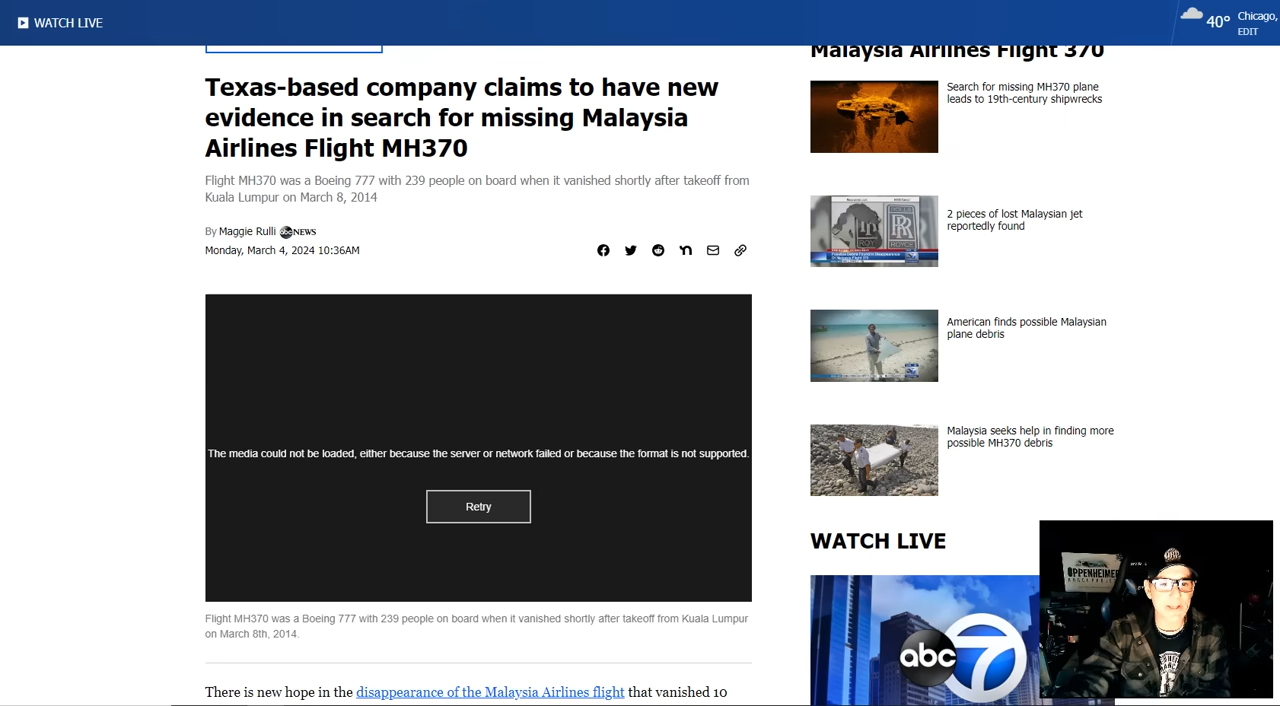 WATCH LIVE
40°
Chicago,
EDIT
Texas-based company claims to have new
evidence in search for missing Malaysia
Airlines Flight MH370
Flight MH370 was a Boeing 777 with 239 people on board when it vanished shortly after takeoff from
Kuala Lumpur on March 8, 2014
By Maggie Rulli abc NEWS
Monday, March 4, 2024 10:36AM
The media could not be loaded, either because the server or network failed or because the format is not supported.
Retry
Flight MH370 was a Boeing 777 with 239 people on board when it vanished shortly after takeoff from Kuala Lumpur
on March 8th, 2014.
There is new hope in the disappearance of the Malaysia Airlines flight that vanished 10
Malaysia Airlines Flight 370
Search for missing MH370 plane
leads to 19th-century shipwrecks
2 pieces of lost Malaysian jet
reportedly found
American finds possible Malaysian
plane debris
Malaysia seeks help in finding more
possible MH370 debris
WATCH LIVE
abc 7
OPPENHEIMER